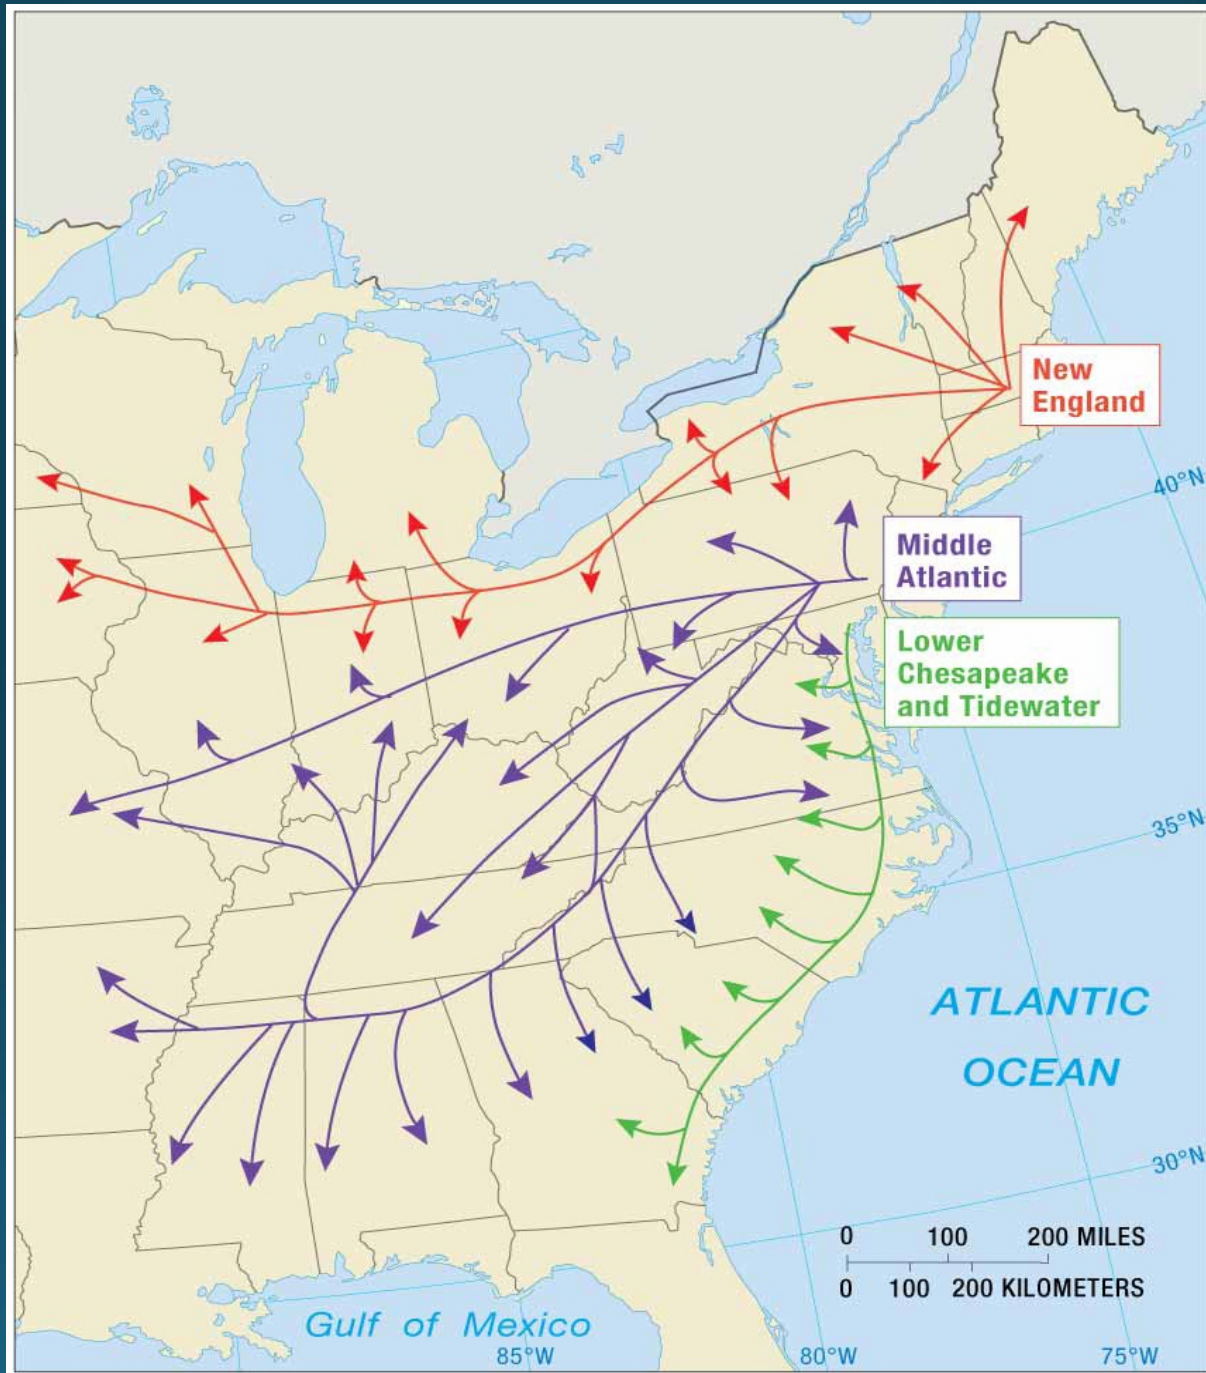 New
England
40°N
Middle
Atlantic
Lower
Chesapeake
and Tidewater
35°N
ATLANTIC
OCEAN
30°N
0 100 200 MILES
0 100 200 KILOMETERS
Gulf of Mexico
85°W 80°W 75°W